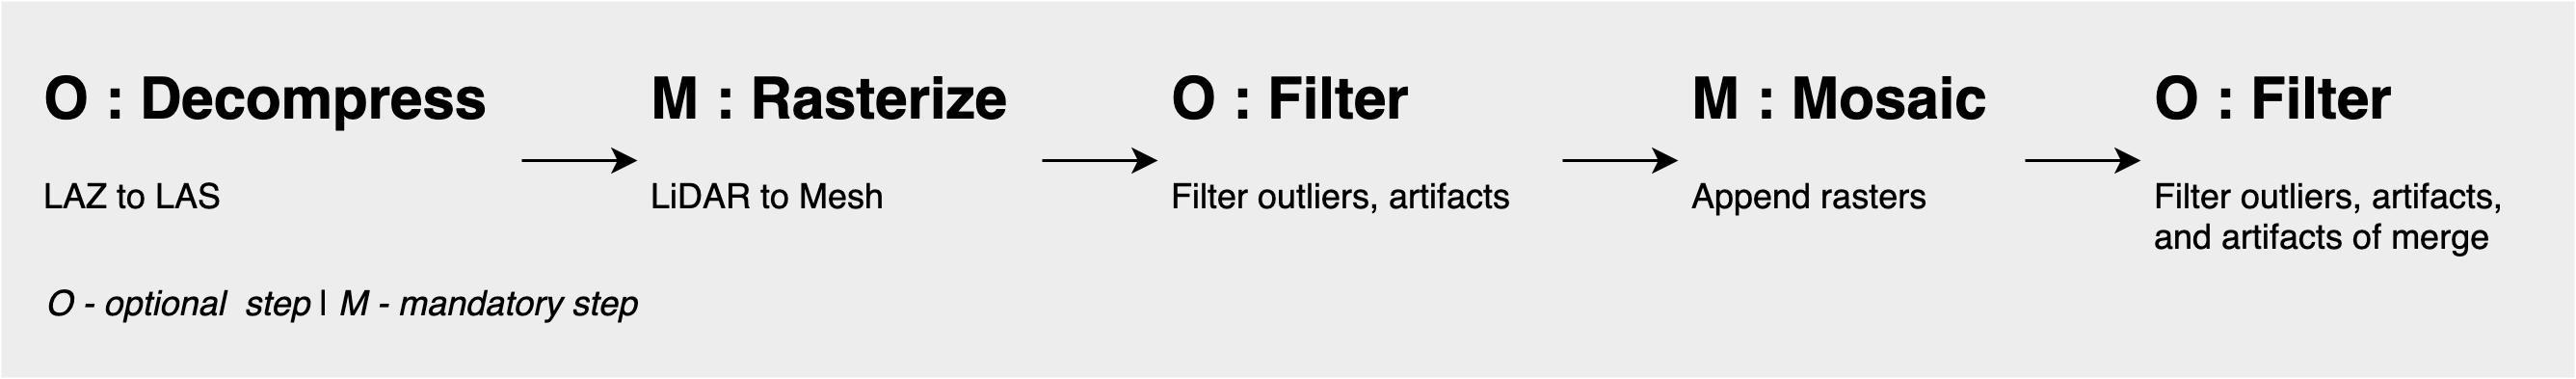 O : Decompress
LAZ to LAS
M : Rasterize
LiDAR to Mesh
O : Filter
Filter outliers, artifacts
M : Mosaic
Append rasters
O : Filter
Filter outliers, artifacts,
and artifacts of merge
O - optional  step | M - mandatory step